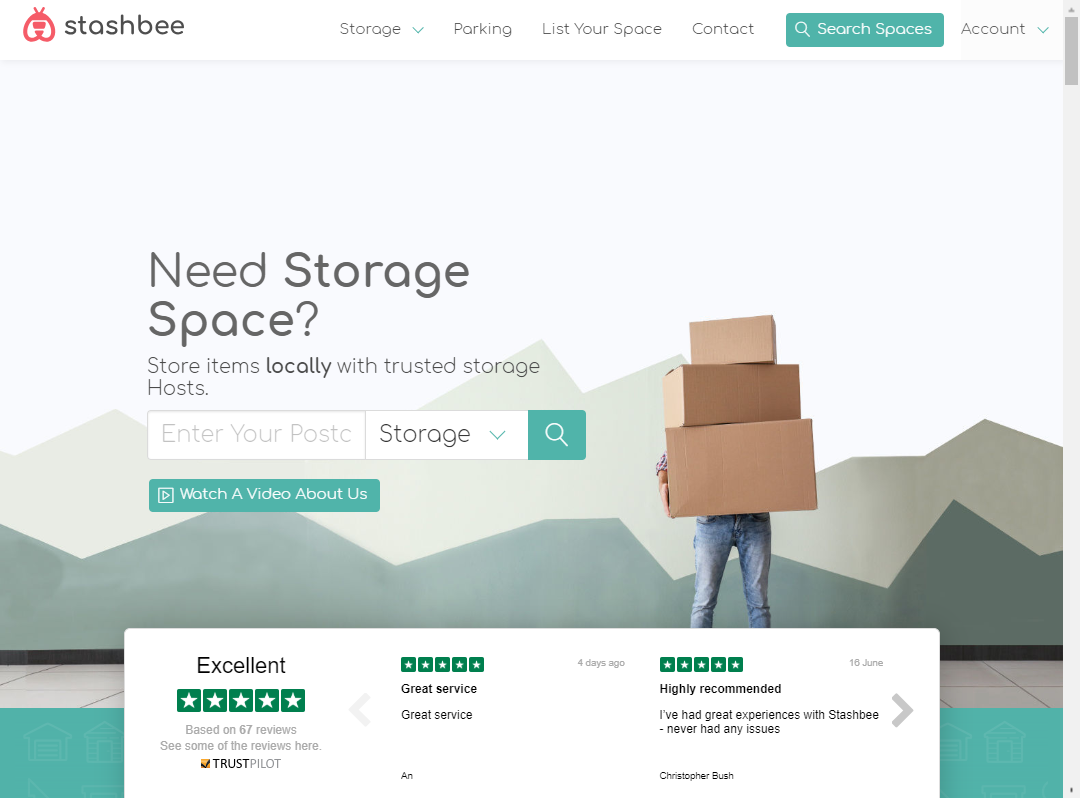 stashbee
Storage
Parking
List Your Space
Contact
Search Spaces
Account
Need Storage
Space?
Store items locally with trusted storage
Hosts.
Enter Your Postc
Storage
Watch A Video About Us
Excellent
Based on 67 reviews
See some of the reviews here.
TRUSTPILOT
4 days ago
Great service
Great service
An
16 June
Highly recommended
I've had great experiences with Stashbee
- never had any issues
Christopher Bush